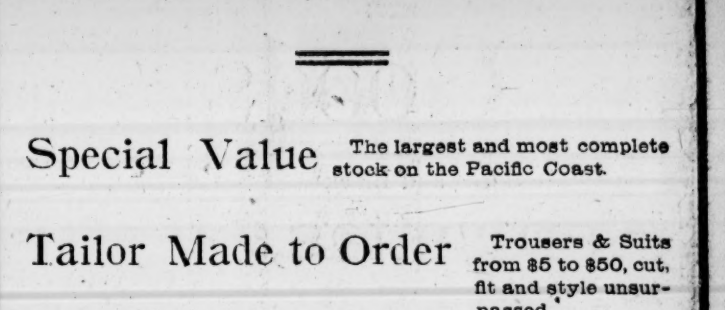 Special Value The largest and most complete
stock on the Pacific Coast.
Tailor Made to Order Trousers & Suits
from $5 to $50, cut,
fit and style unsur-
passed.